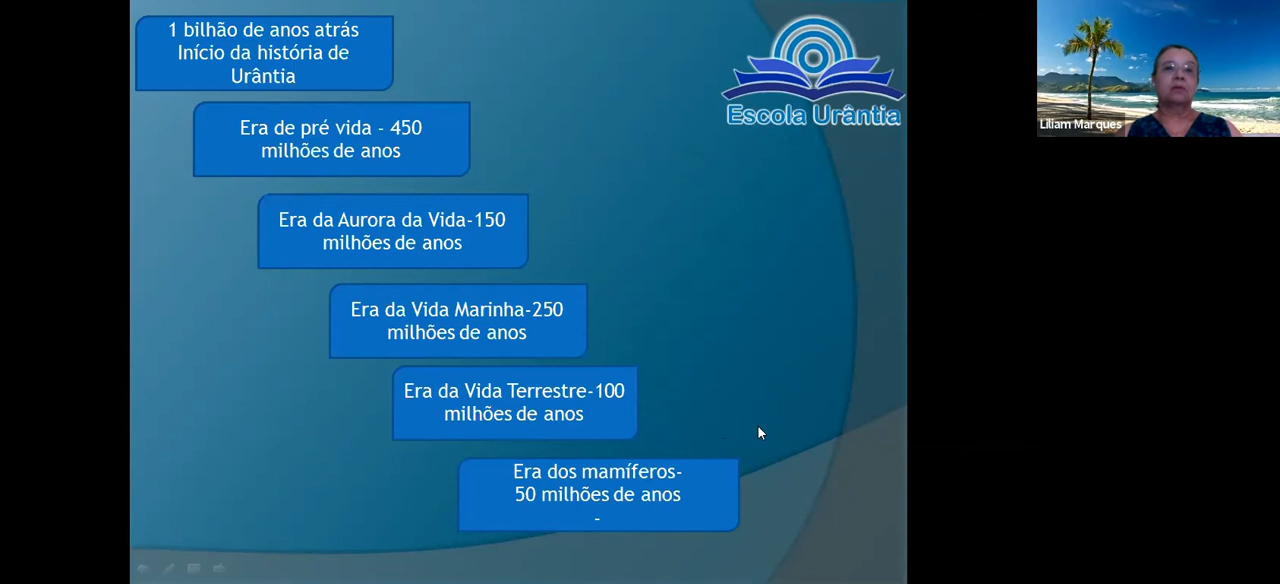 1 bilhão de anos atrás
Início da história de
Urântia
Escola Urântia
Liliam Marques
Era de pré vida - 450
milhões de anos
Era da Aurora da Vida-150
milhões de anos
Era da Vida Marinha-250
milhões de anos
Era da Vida Terrestre-100
milhões de anos
Era dos mamíferos-
50 milhões de anos
-